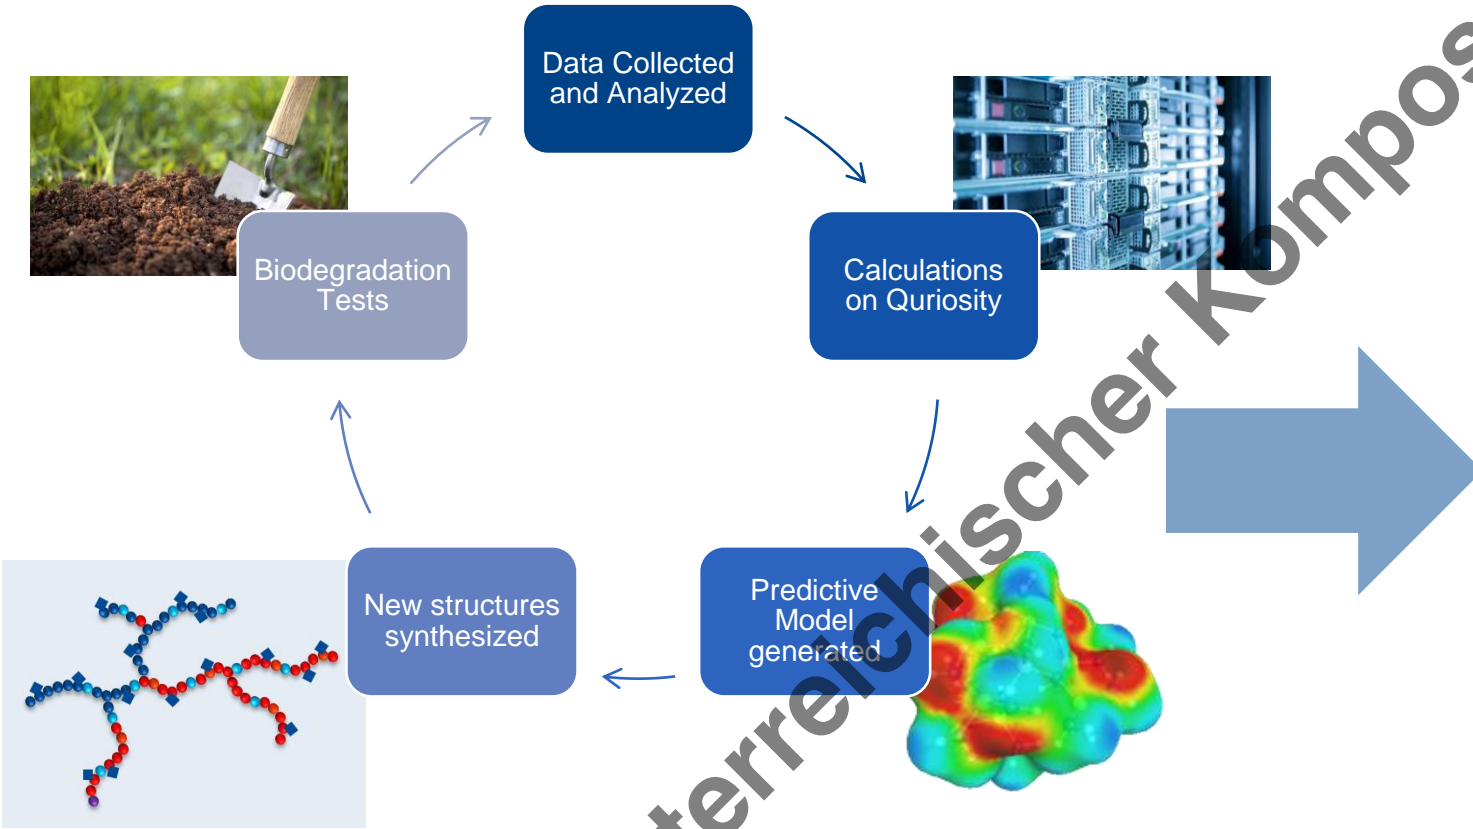 Data Collected
and Analyzed
Calculations
on Quriosity
Predictive
Model
generated
New structures
synthesized
Biodegradation
Tests
terreichischer Kompos